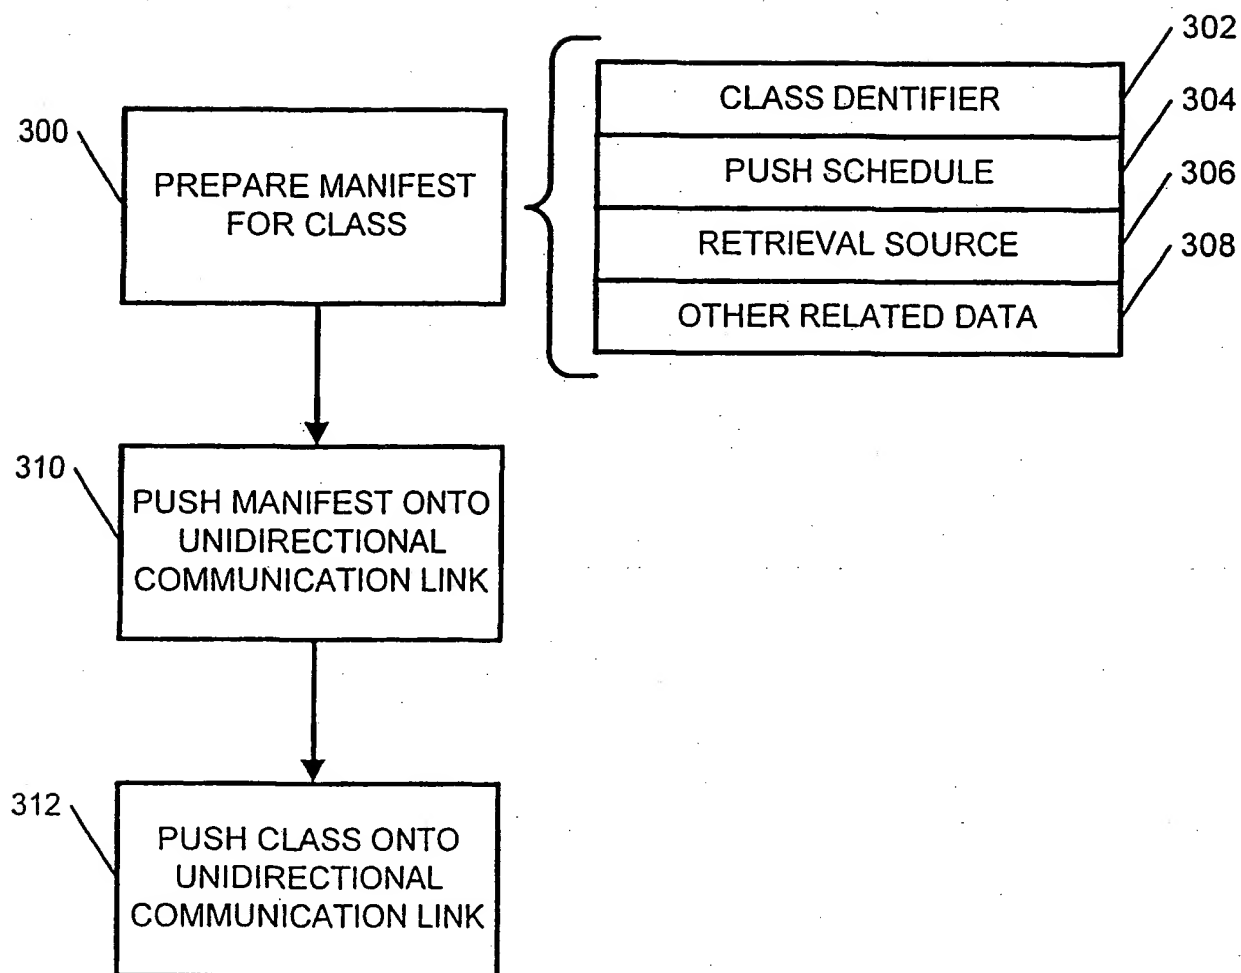 302
CLASS DENTIFIER
304
300
PUSH SCHEDULE
306
PREPARE MANIFEST
FOR CLASS
RETRIEVAL SOURCE
308
OTHER RELATED DATA
310
PUSH MANIFEST ONTO
UNIDIRECTIONAL
COMMUNICATION LINK
312
PUSH CLASS ONTO
UNIDIRECTIONAL
COMMUNICATION LINK